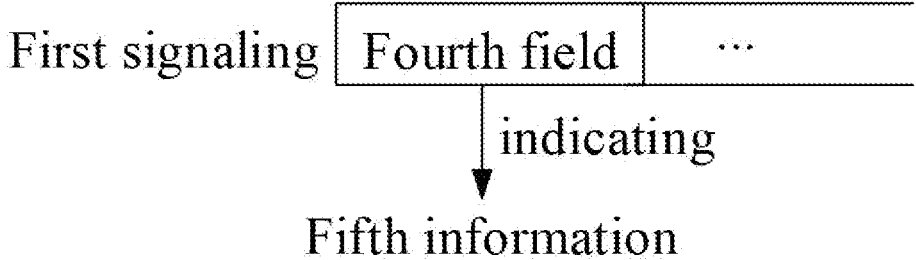 First signaling Fourth field ...
indicating
Fifth information